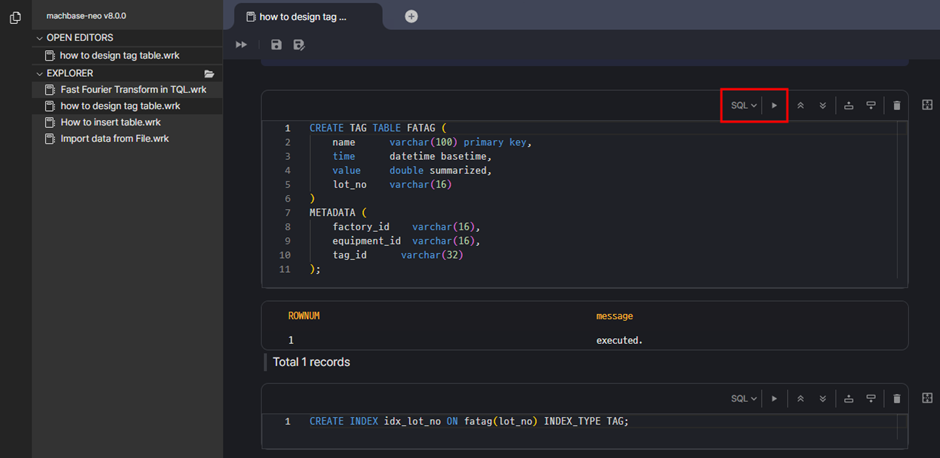 machbase-neo v8.0.0
OPEN EDITORS
how to design tag table.wrk
EXPLORER
Fast Fourier Transform in TQL.wrk
how to design tag table.wrk
How to insert table.wrk
Import data from File.wrk
how to design tag ...
SQL
1 CREATE TAG TABLE FATAG (
2 name varchar(100) primary key,
3 time datetime basetime,
4 value double summarized,
5 lot_no varchar(16)
6 )
7 METADATA (
8 factory_id varchar(16),
9 equipment_id varchar(16),
10 tag_id varchar(32)
11 );
ROWNUM message
1 executed.
Total 1 records
SQL
1 CREATE INDEX idx_lot_no ON fatag(lot_no) INDEX_TYPE TAG;